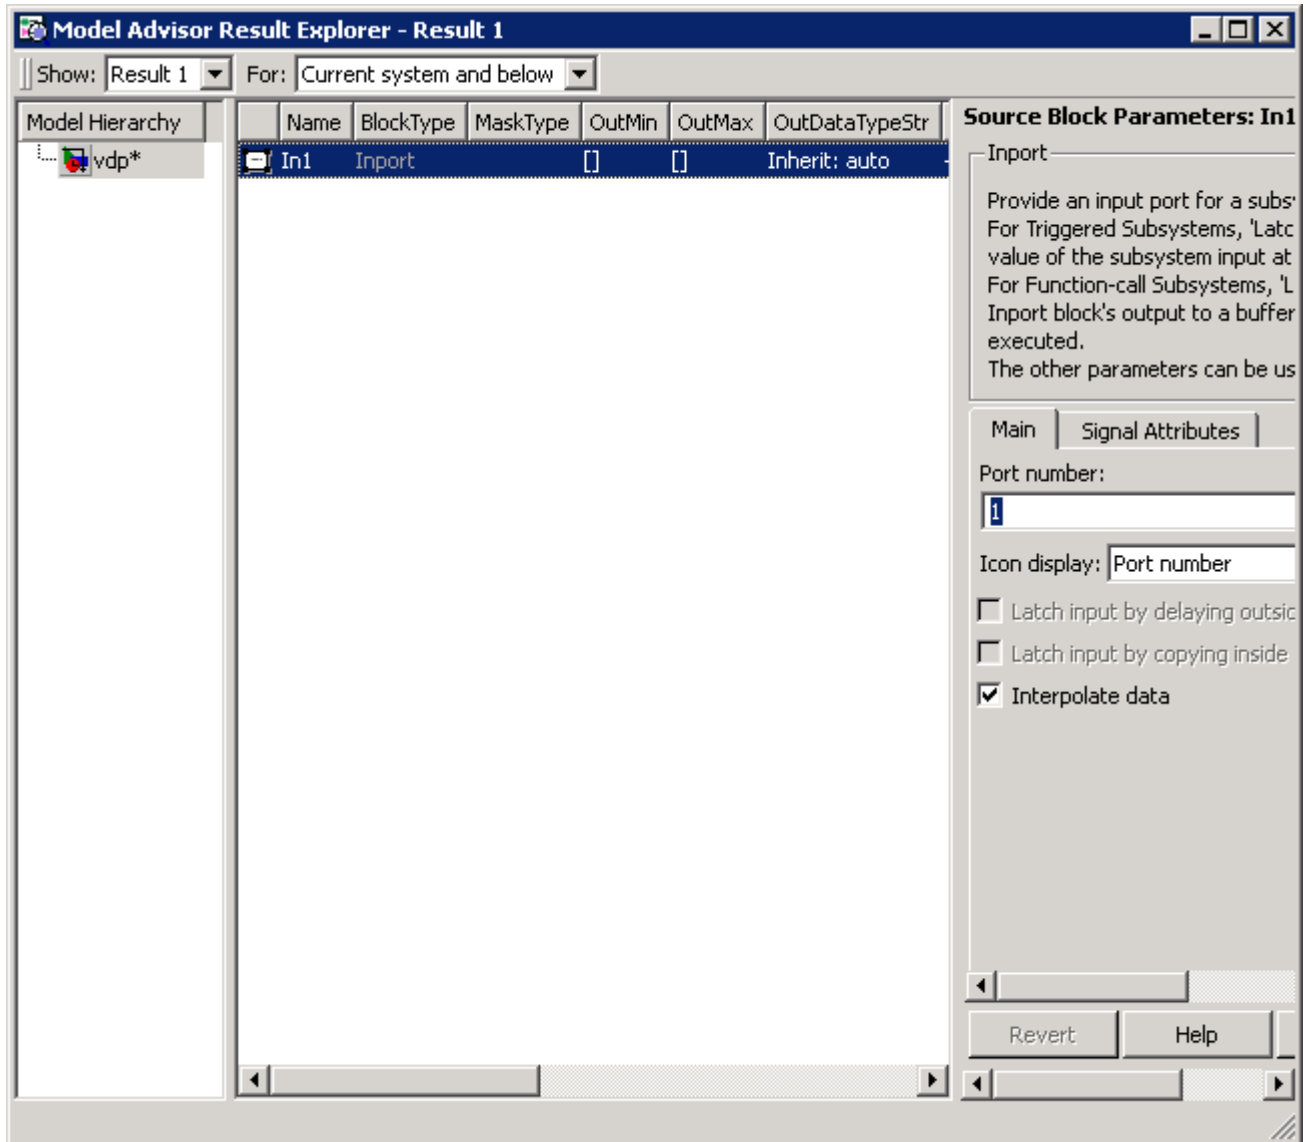 Model Advisor Result Explorer - Result 1
Show: Result 1 For: Current system and below
Model Hierarchy
vdp*
Name BlockType MaskType OutMin OutMax OutDataTypeStr
In1 Inport [] [] Inherit: auto -
Source Block Parameters: In1
Inport
Provide an input port for a subs
For Triggered Subsystems, 'Latc
value of the subsystem input at
For Function-call Subsystems, 'L
Inport block's output to a buffer
executed.
The other parameters can be us
Main Signal Attributes
Port number:
1
Icon display: Port number
Latch input by delaying outsic
Latch input by copying inside
Interpolate data
Revert Help